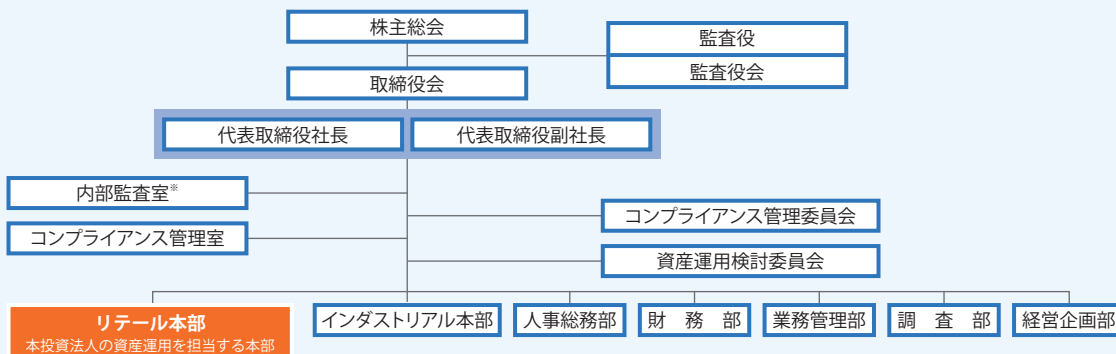 株主総会
監査役
監査役会
取締役会
代表取締役社長
代表取締役副社長
内部監査室※
コンプライアンス管理委員会
コンプライアンス管理室
資産運用検討委員会
リテール本部
本投資法人の資産運用を担当する本部
インダストリアル本部
人事総務部
財　務　部
業務管理部
調　査　部
経営企画部